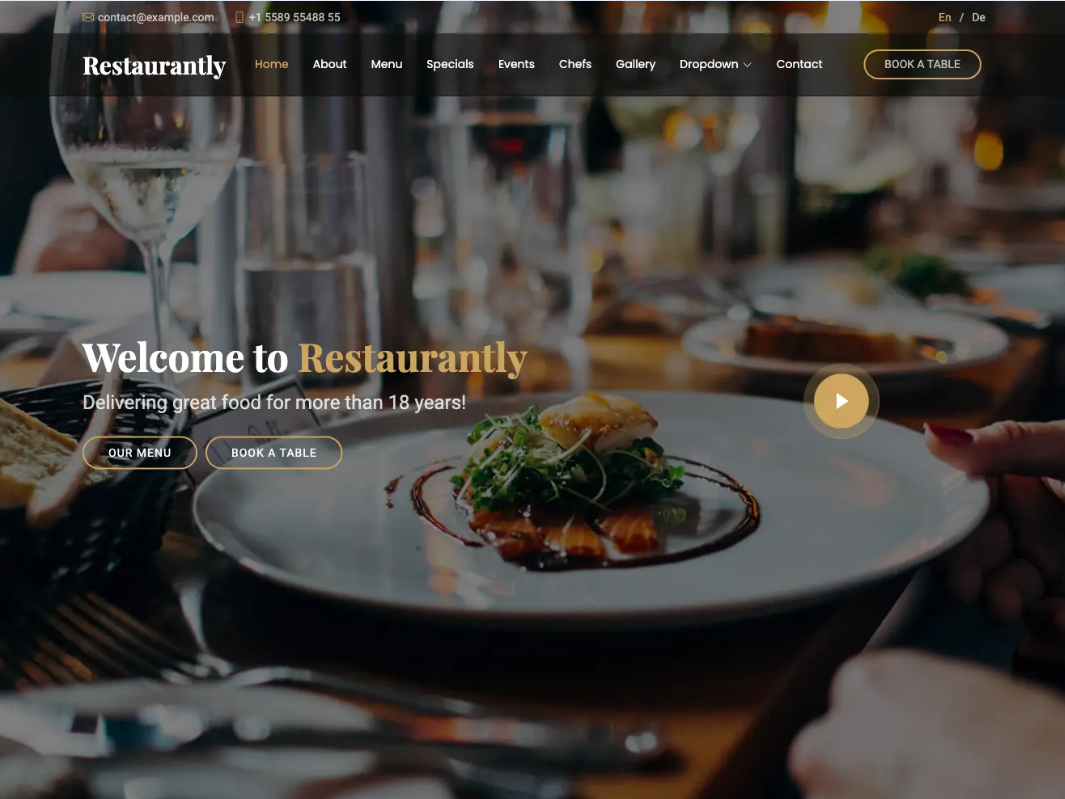 contact@example.com +1 5589 55488 55 En / De
Restaurantly Home About Menu Specials Events Chefs Gallery Dropdown Contact BOOK A TABLE
Welcome to Restaurantly
Delivering great food for more than 18 years!
OUR MENU BOOK A TABLE